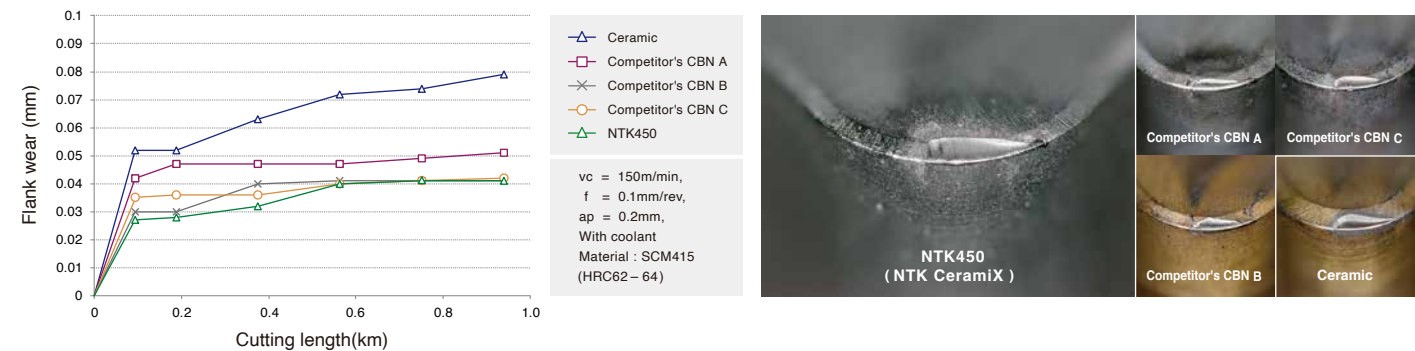 Flank wear (mm)
0.1
0.09
0.08
0.07
0.06
0.05
0.04
0.03
0.02
0.01
0
0 0.2 0.4 0.6 0.8 1.0
Cutting length(km)
Ceramic
Competitor's CBN A
Competitor's CBN B
Competitor's CBN C
NTK450
vc = 150m/min,
f = 0.1mm/rev,
ap = 0.2mm,
With coolant
Material : SCM415
(HRC62 – 64)
NTK450
( NTK CeramiX )
Competitor's CBN A
Competitor's CBN C
Competitor's CBN B
Ceramic